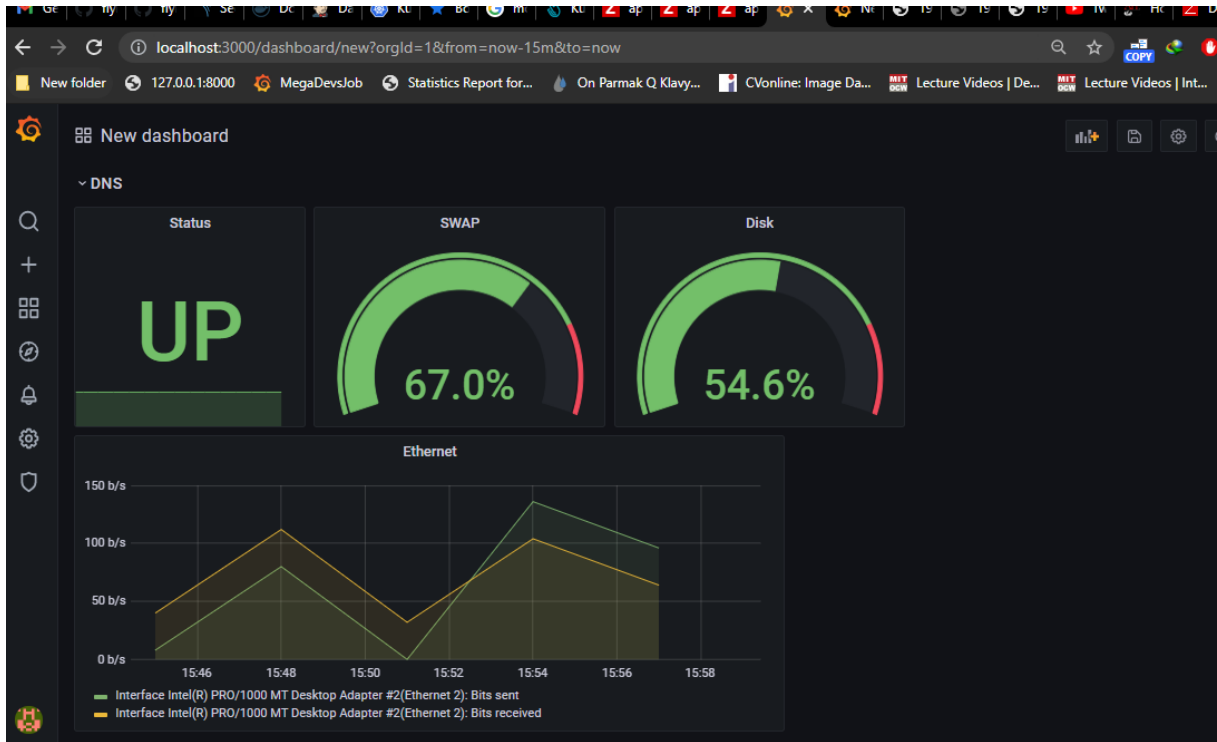 localhost:3000/dashboard/new?orgId=1&from=now-15m&to=now
COPY
New folder 127.0.0.1:8000 MegaDevsJob Statistics Report for... On Parmak Q Klavy... CVonline: Image Da... MIT OCW Lecture Videos | De... MIT OCW Lecture Videos | Int...
New dashboard
DNS
Status SWAP Disk
UP
67.0% 54.6%
Ethernet
150 b/s
100 b/s
50 b/s
0 b/s
15:46 15:48 15:50 15:52 15:54 15:56 15:58
Interface Intel(R) PRO/1000 MT Desktop Adapter #2(Ethernet 2): Bits sent
Interface Intel(R) PRO/1000 MT Desktop Adapter #2(Ethernet 2): Bits received